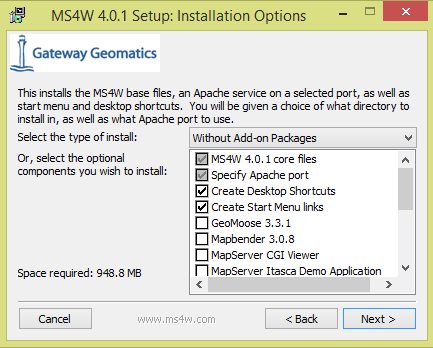 MS4W 4.0.1 Setup: Installation Options
Gateway Geomatics
This installs the MS4W base files, an Apache service on a selected port, as well as
start menu and desktop shortcuts. You will be given a choice of what directory to
install in, as well as what Apache port to use.
Select the type of install:
Without Add-on Packages
Or, select the optional
components you wish to install:
MS4W 4.0.1 core files
Specify Apache port
Create Desktop Shortcuts
Create Start Menu links
GeoMoose 3.3.1
Mapbender 3.0.8
MapServer CGI Viewer
MapServer Itasca Demo Application
Space required: 948.8 MB
Cancel
www.ms4w.com
< Back
Next >